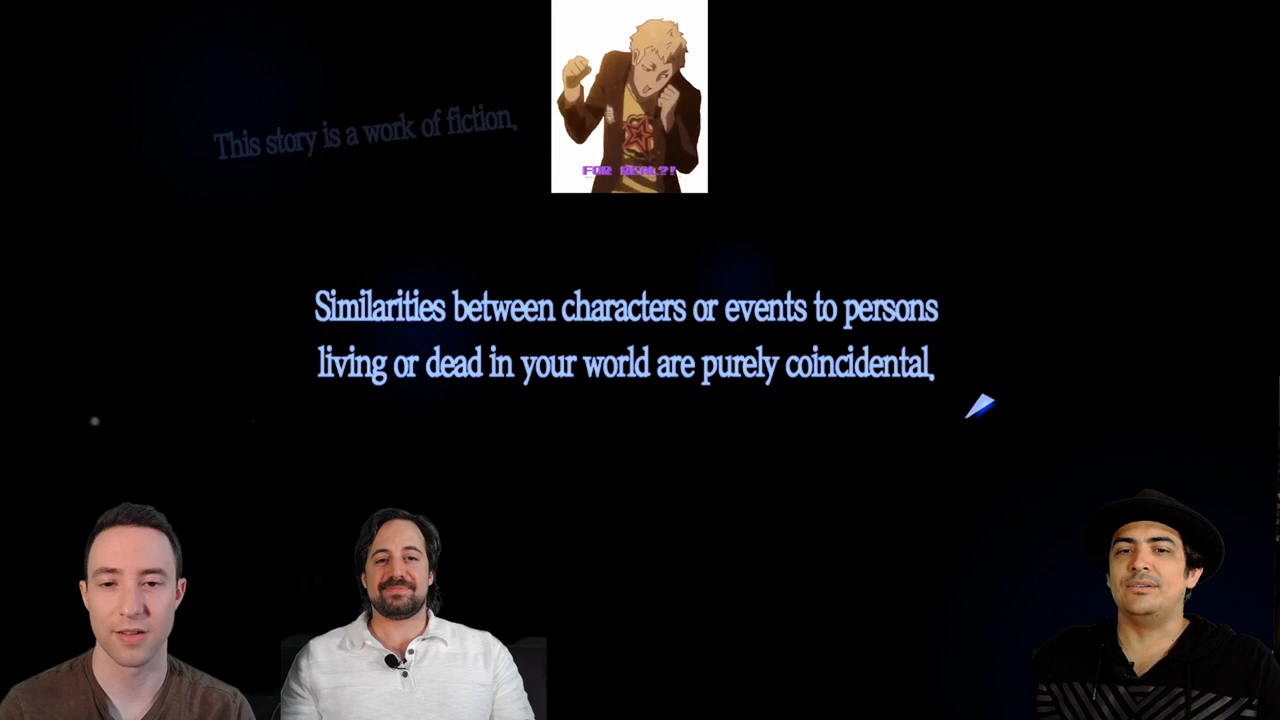 FOR REAL?!
This story is a work of fiction.
Similarities between characters or events to persons
living or dead in your world are purely coincidental.